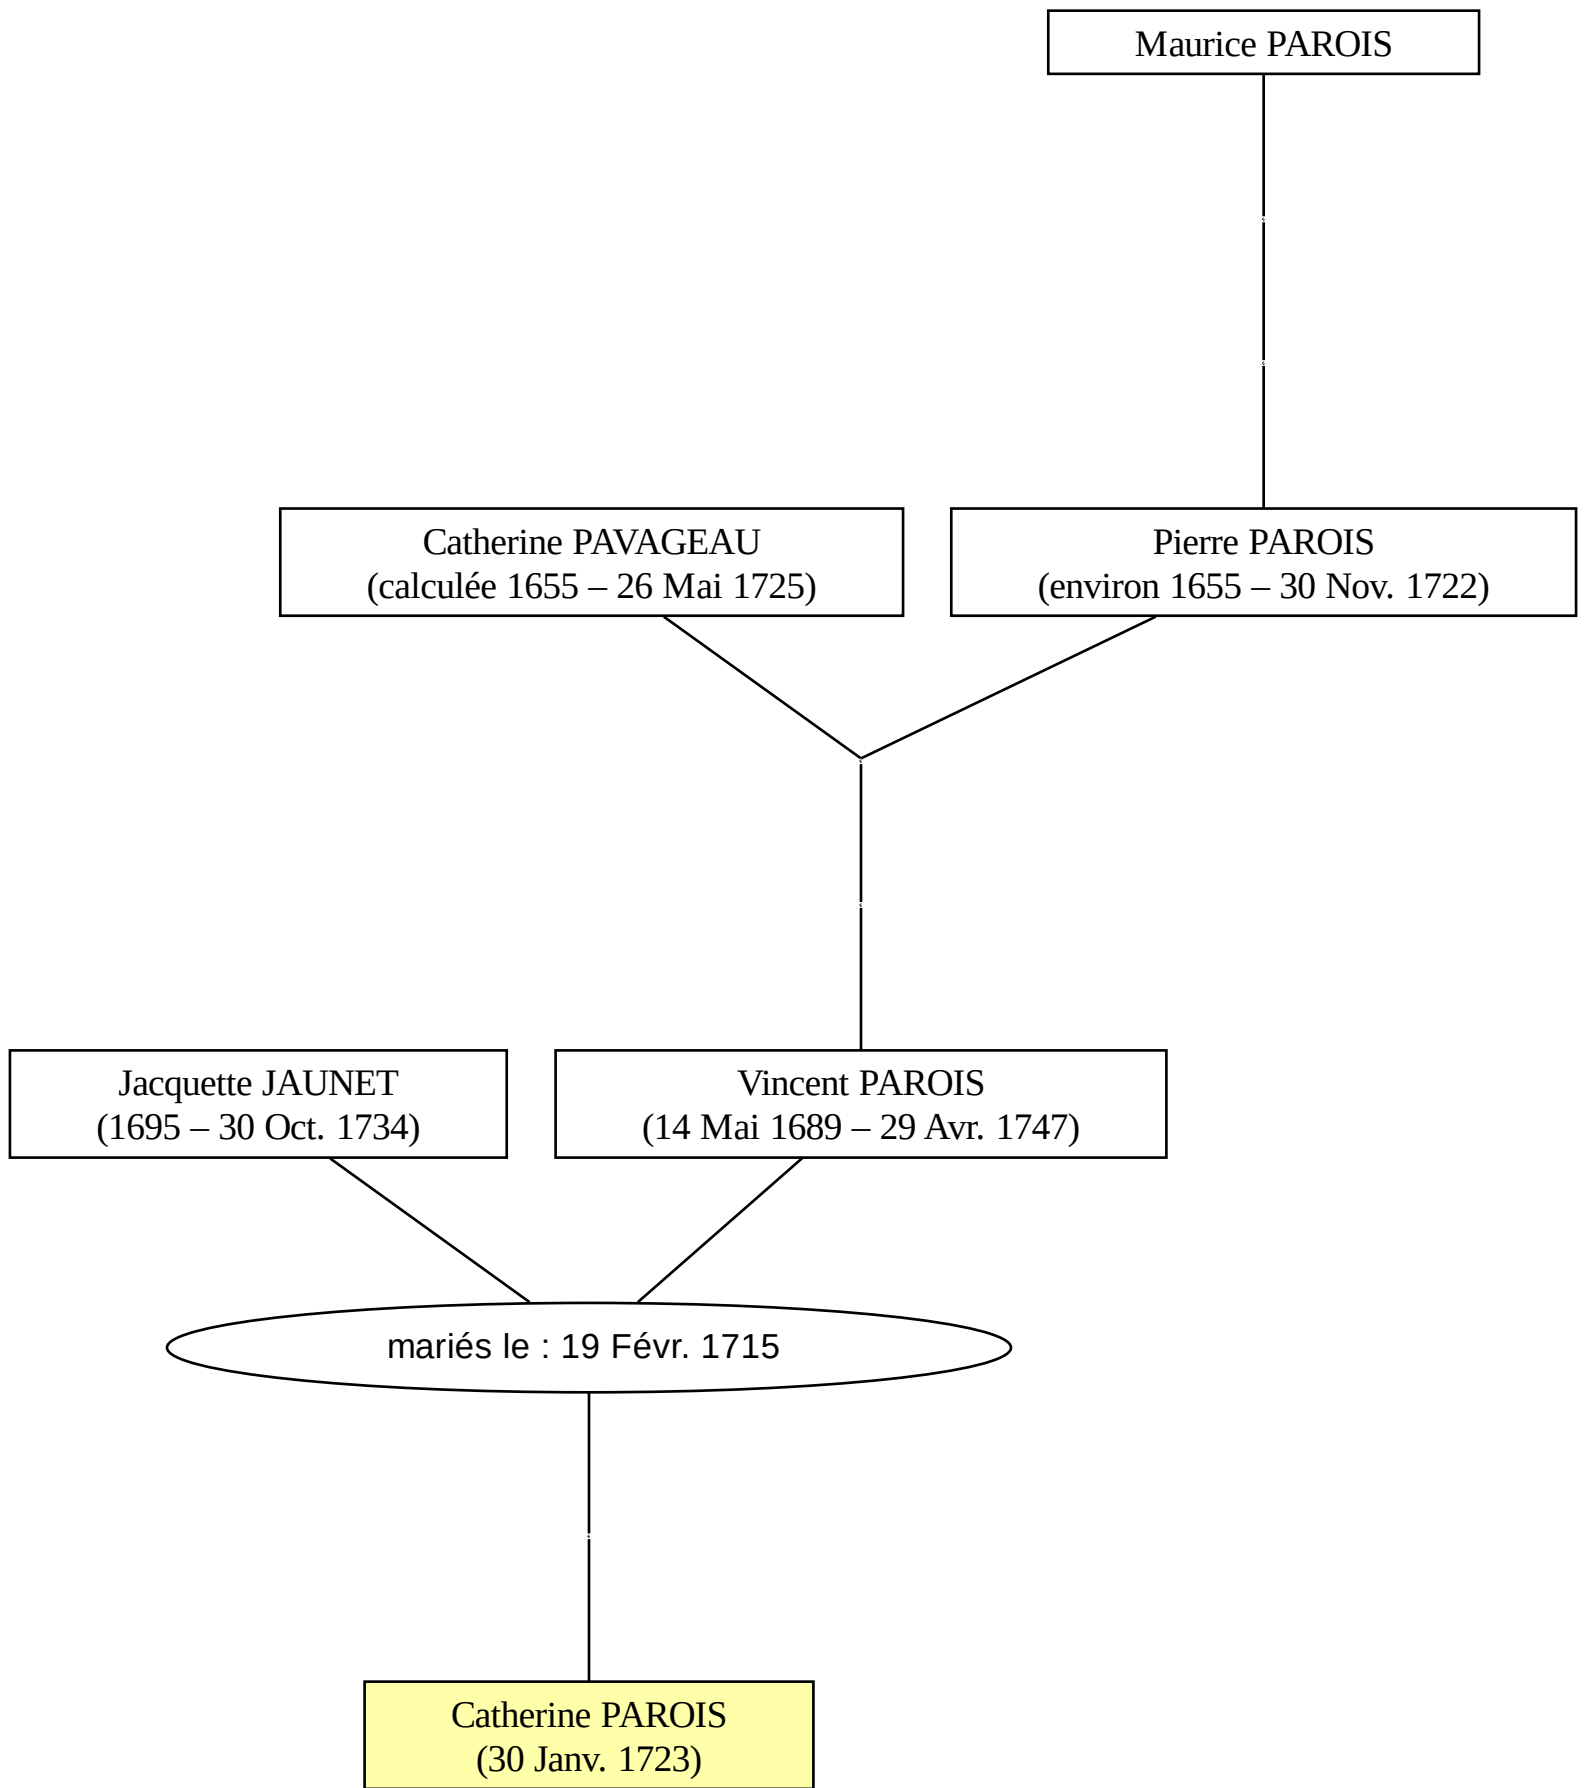 Maurice PAROIS
Catherine PAVAGEAU
(calculée 1655 – 26 Mai 1725)
Pierre PAROIS
(environ 1655 – 30 Nov. 1722)
Jacquette JAUNET
(1695 – 30 Oct. 1734)
Vincent PAROIS
(14 Mai 1689 – 29 Avr. 1747)
mariés le : 19 Févr. 1715
Catherine PAROIS
(30 Janv. 1723)